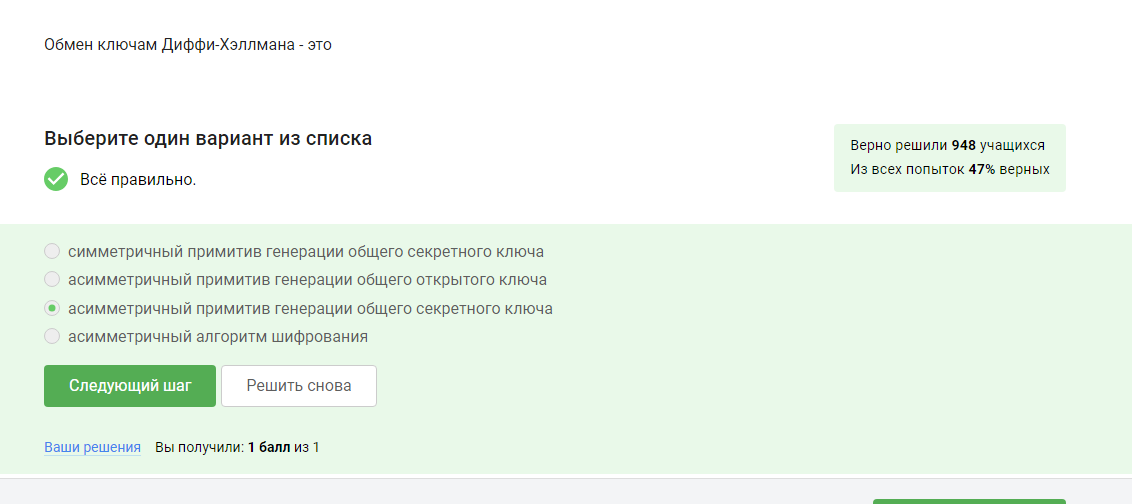 Обмен ключам Диффи-Хэллмана - это
Выберите один вариант из списка
Всё правильно.
Верно решили 948 учащихся
Из всех попыток 47% верных
симметричный примитив генерации общего секретного ключа
асимметричный примитив генерации общего открытого ключа
асимметричный примитив генерации общего секретного ключа
асимметричный алгоритм шифрования
Следующий шаг
Решить снова
Ваши решения Вы получили: 1 балл из 1